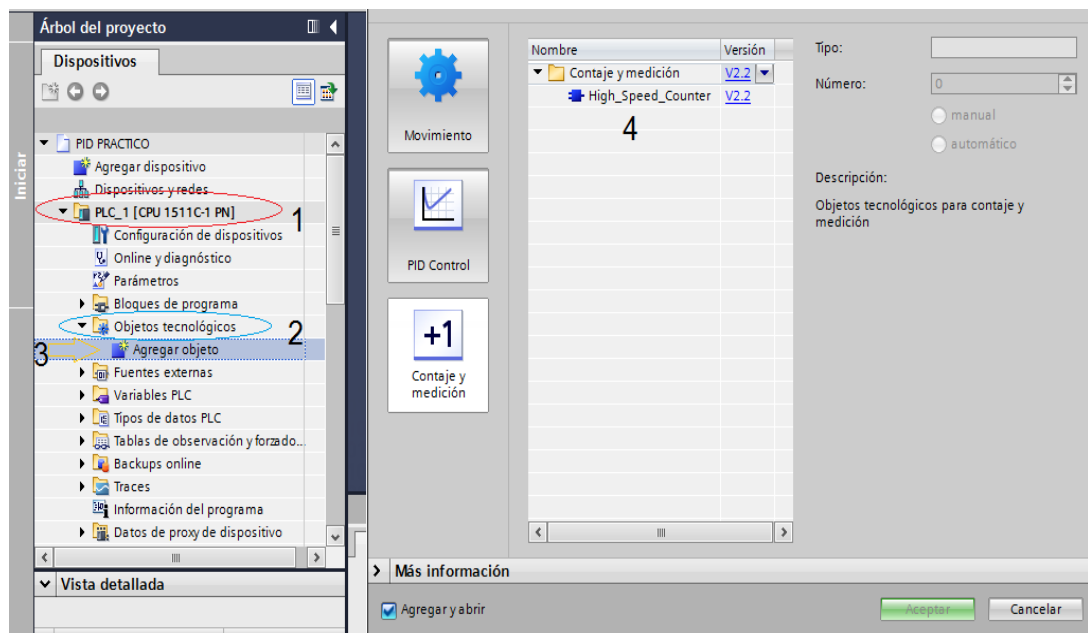 Árbol del proyecto
Dispositivos
Iniciar
PID PRACTICO
Agregar dispositivo
Dispositivos y redes
PLC_1 [CPU 1511C-1 PN] 1
Configuración de dispositivos
Online y diagnóstico
Parámetros
Bloques de programa
Objetos tecnológicos 2
3 Agregar objeto
Fuentes externas
Variables PLC
Tipos de datos PLC
Tablas de observación y forzado...
Backups online
Traces
Información del programa
Datos de proxy de dispositivo
Vista detallada
Movimiento
PID Control
+1
Contaje y
medición
Nombre Versión
Contaje y medición V2.2
High_Speed_Counter V2.2
4
Tipo:
Número: 0
manual
automático
Descripción:
Objetos tecnológicos para contaje y
medición
Más información
Agregar y abrir
Aceptar Cancelar